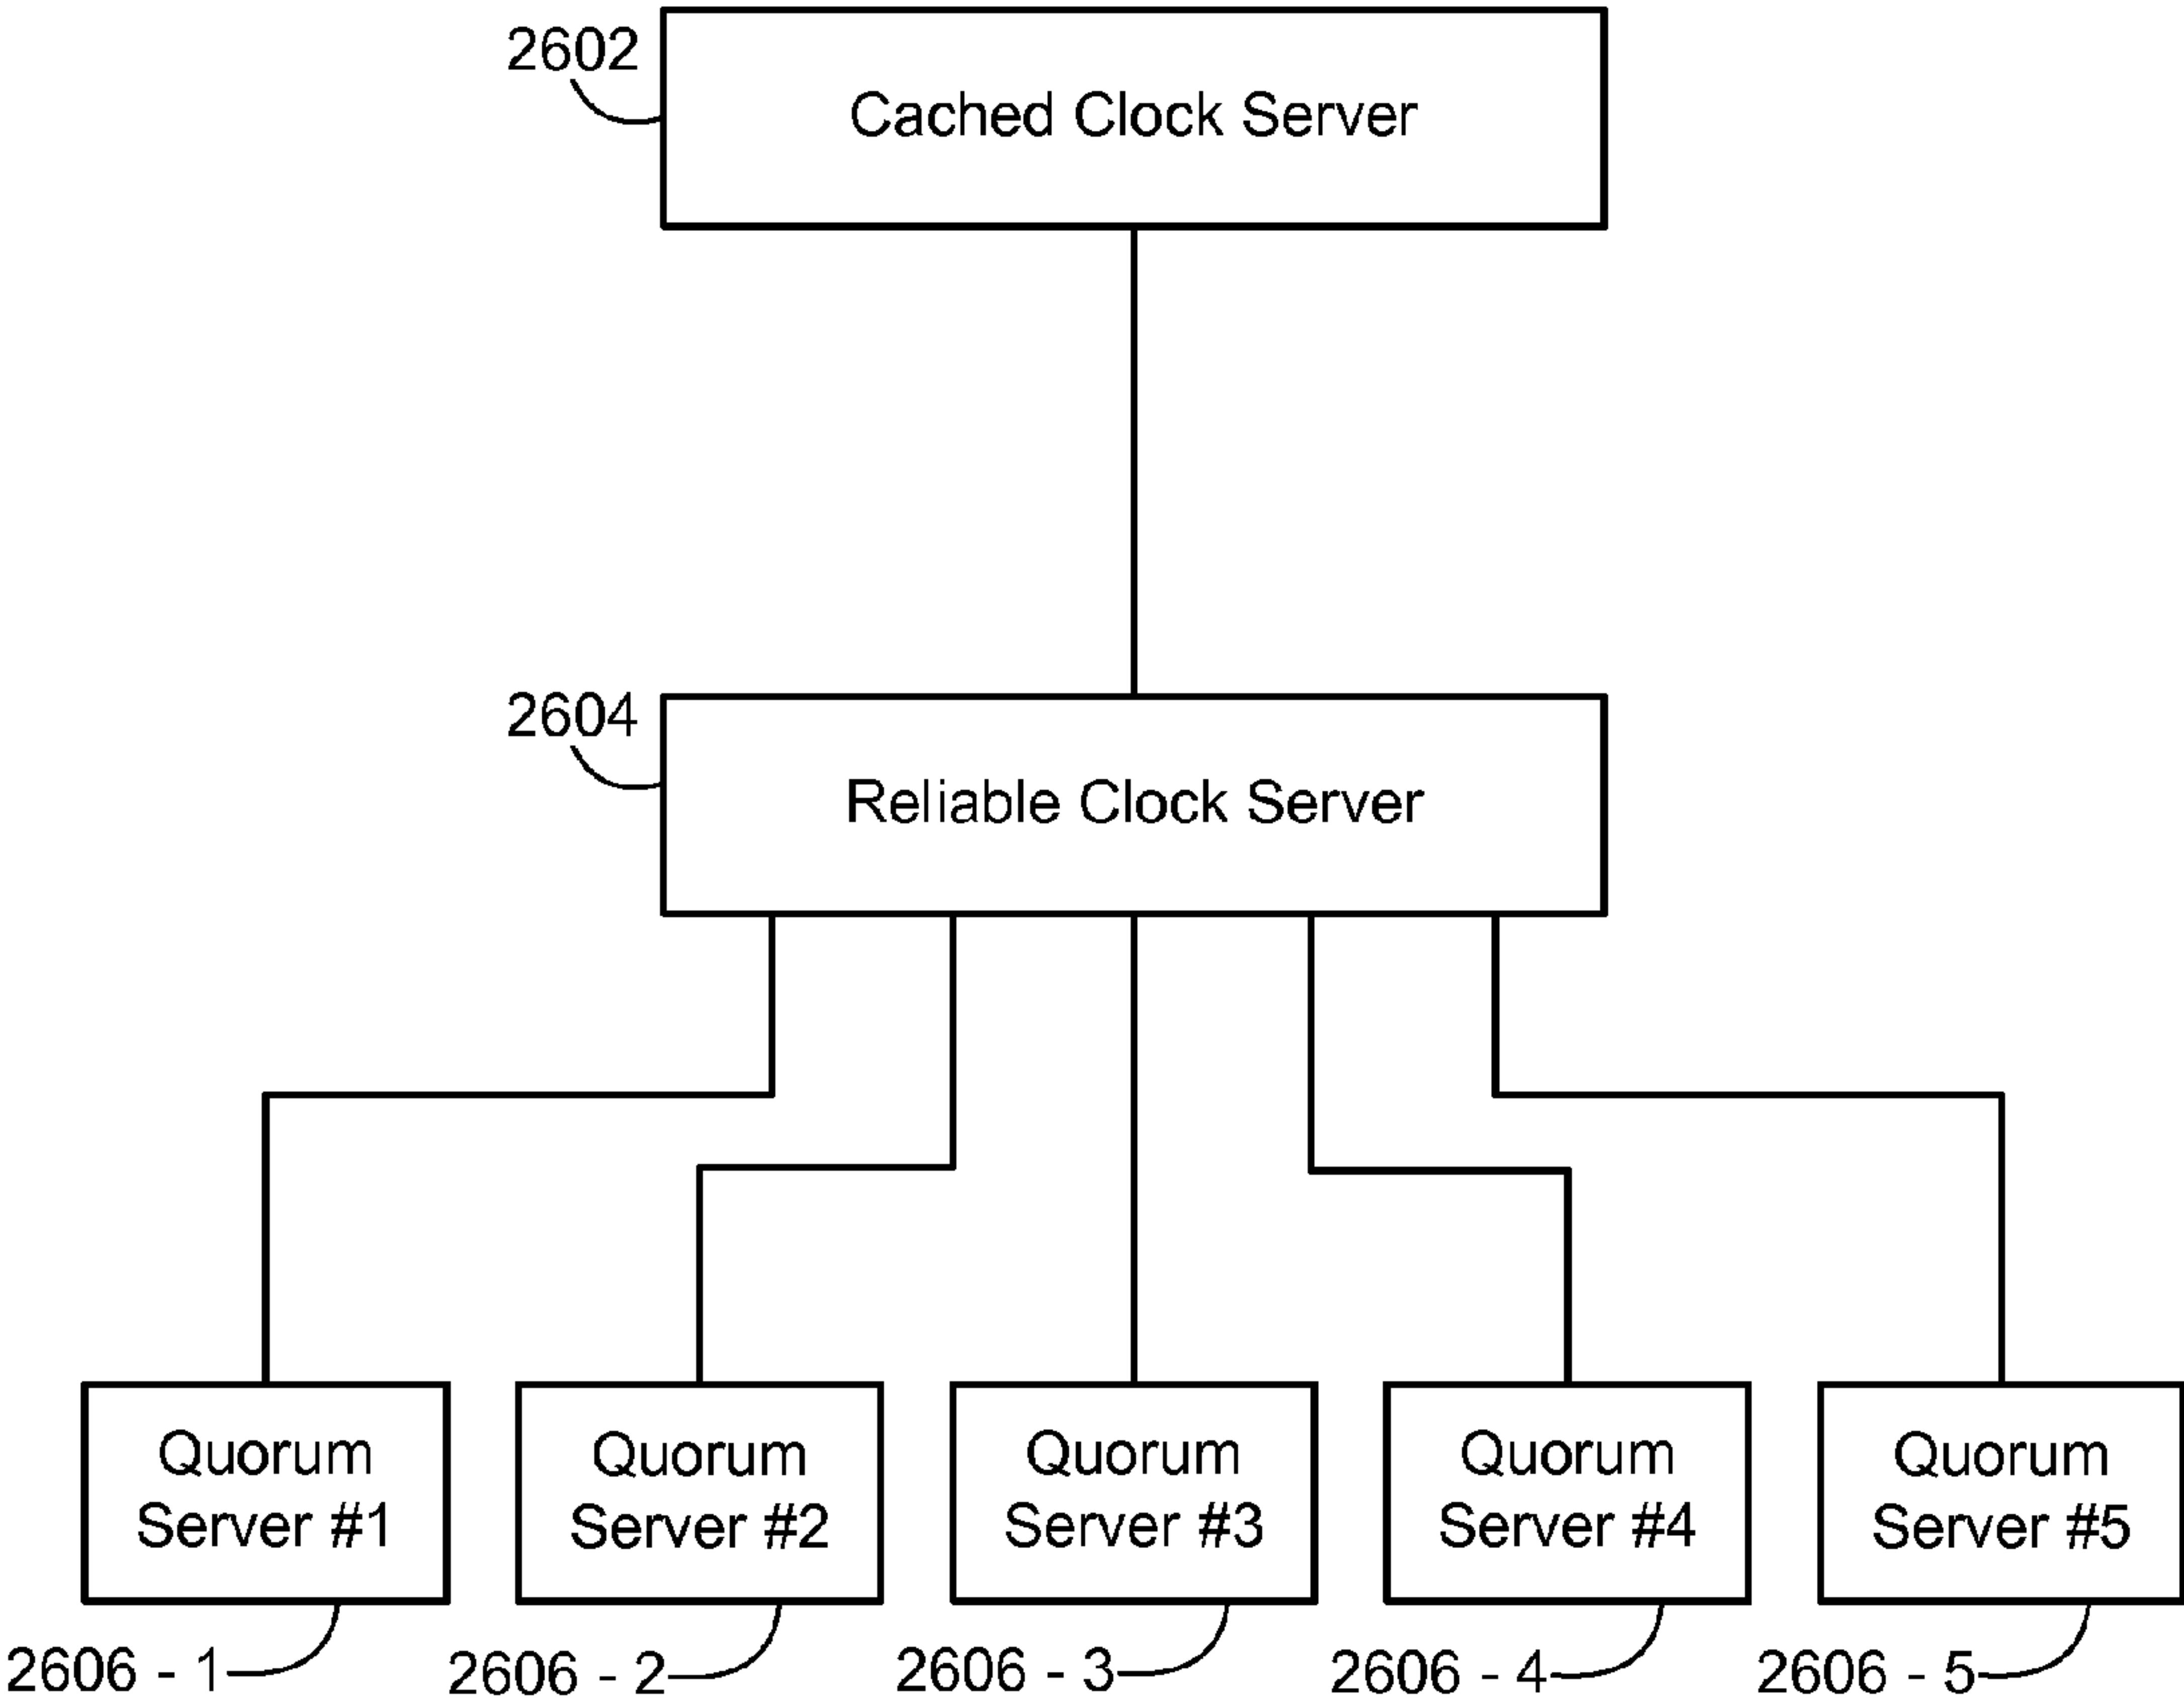 2602
Cached Clock Server
2604
Reliable Clock Server
Quorum
Server #1
Quorum
Server #2
Quorum
Server #3
Quorum
Server #4
Quorum
Server #5
2606 - 1
2606 - 2
2606 - 3
2606 - 4
2606 - 5